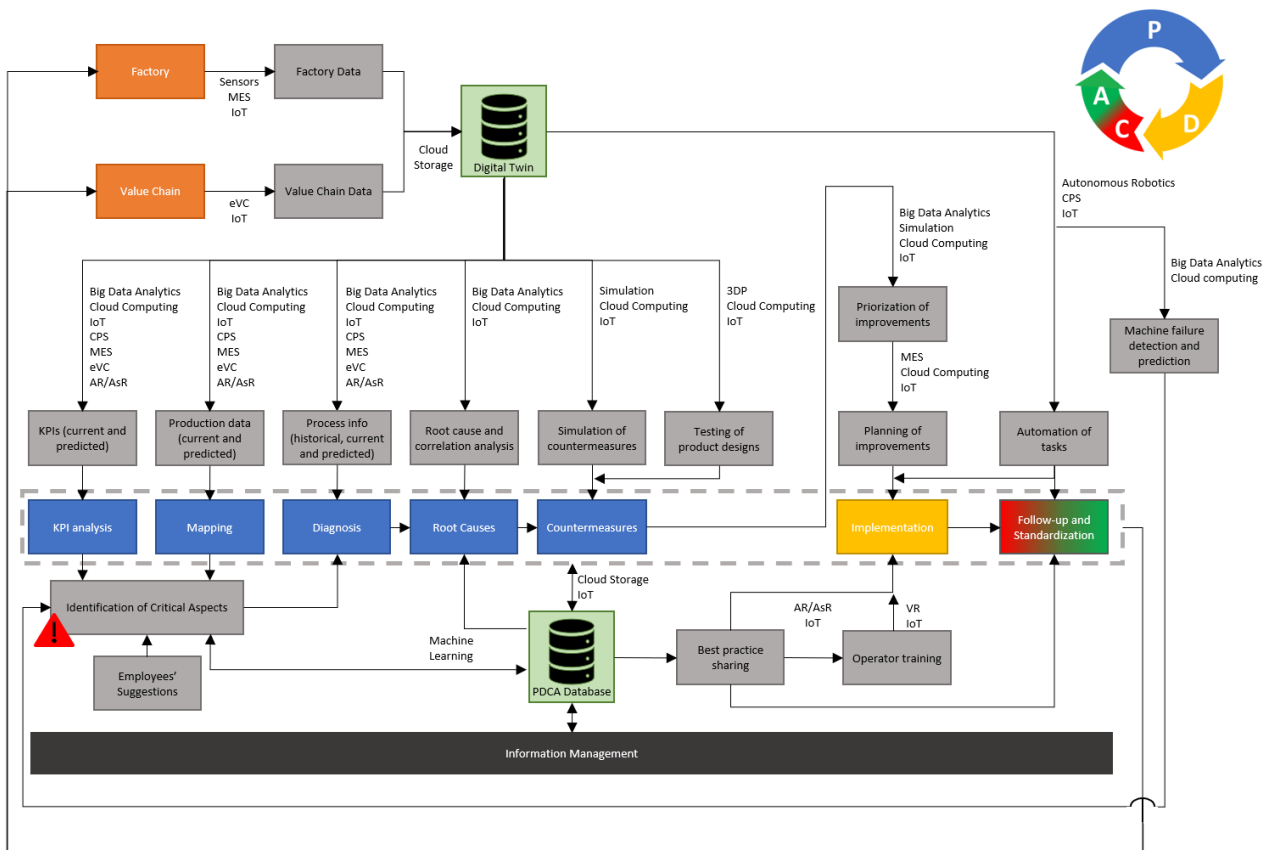 P
A
D
C
Factory
Sensors
MES
IoT
Factory Data
Cloud
Storage
Digital Twin
Value Chain
eVC
IoT
Value Chain Data
Autonomous Robotics
CPS
IoT
Big Data Analytics
Simulation
Cloud Computing
IoT
Big Data Analytics
Cloud computing
Big Data Analytics
Cloud Computing
IoT
CPS
MES
eVC
AR/AsR
Big Data Analytics
Cloud Computing
IoT
CPS
MES
eVC
AR/AsR
Big Data Analytics
Cloud Computing
IoT
CPS
MES
eVC
AR/AsR
Big Data Analytics
Cloud Computing
IoT
Simulation
Cloud Computing
IoT
3DP
Cloud Computing
IoT
Priorization of
improvements
Machine failure
detection and
prediction
MES
Cloud Computing
IoT
KPIs (current and
predicted)
Production data
(current and
predicted)
Process info
(historical, current
and predicted)
Root cause and
correlation analysis
Simulation of
countermeasures
Testing of
product designs
Planning of
improvements
Automation of
tasks
KPI analysis
Mapping
Diagnosis
Root Causes
Countermeasures
Implementation
Follow-up and
Standardization
Identification of Critical Aspects
!
Employees'
Suggestions
Machine
Learning
Cloud Storage
IoT
PDCA Database
Best practice
sharing
AR/AsR
IoT
VR
IoT
Operator training
Information Management